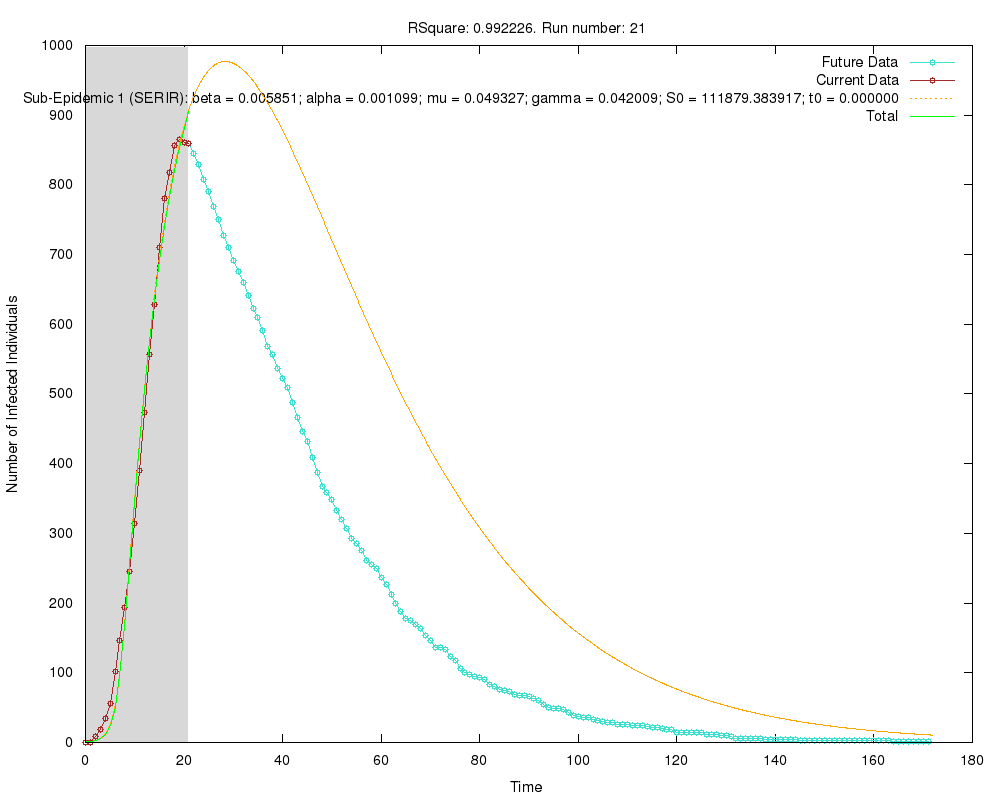 RSquare: 0.992226. Run number: 21
Future Data
Current Data
Sub-Epidemic 1 (SERIR): beta = 0.005851; alpha = 0.001099; mu = 0.049327; gamma = 0.042009; S0 = 111879.383917; t0 = 0.000000
Total
1000
900
800
700
600
500
400
300
200
100
0
Number of Infected Individuals
0 20 40 60 80 100 120 140 160 180
Time